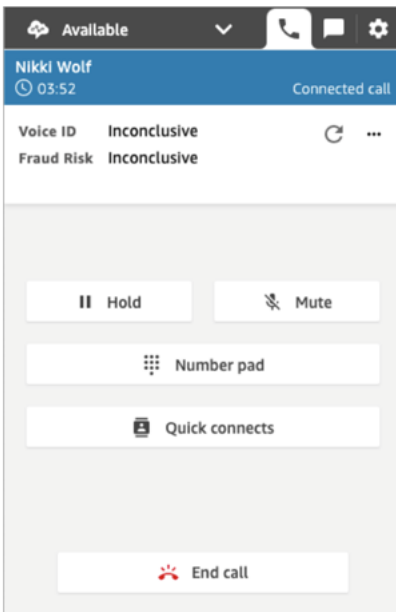 Available
Nikki Wolf
03:52 Connected call
Voice ID Inconclusive
Fraud Risk Inconclusive
Hold Mute
Number pad
Quick connects
End call